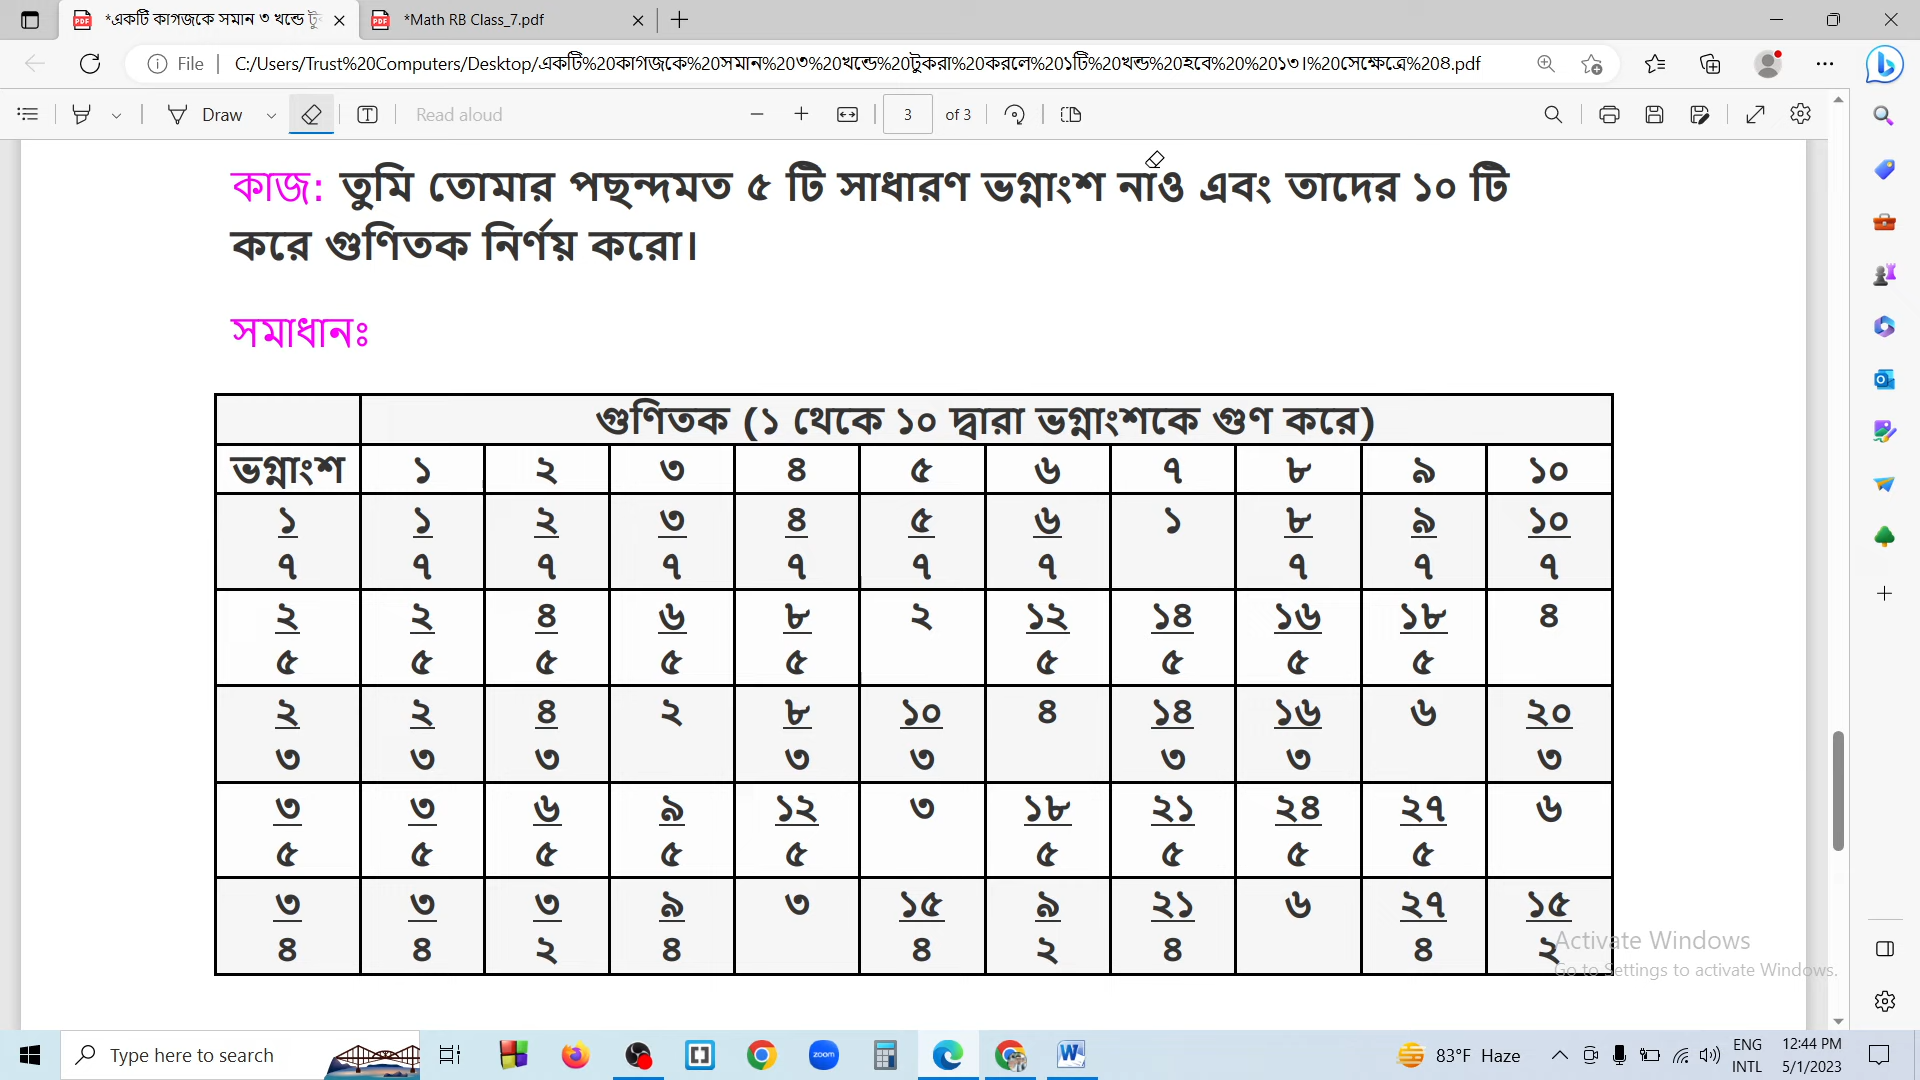 *একটি কাগজকে সমান ৩ খন্ডে টু
*Math RB Class_7.pdf
File
C:/Users/Trust%20Computers/Desktop/একটি%20কাগজকে%20সমান%20৩%20খন্ডে%20টুকরা%20করলে%20১টি%20খন্ড%20হবে%20%20১৩।%20সেক্ষেত্রে%208.pdf
Draw
Read aloud
3 of 3
কাজ: তুমি তোমার পছন্দমত ৫ টি সাধারণ ভগ্নাংশ নাও এবং তাদের ১০ টি
করে গুণিতক নির্ণয় করো।
সমাধানঃ
গুণিতক (১ থেকে ১০ দ্বারা ভগ্নাংশকে গুণ করে)
ভগ্নাংশ ১ ২ ৩ ৪ ৫ ৬ ৭ ৮ ৯ ১০
১ ১ ২ ৩ ৪ ৫ ৬ ১ ৮ ৯ ১০
৭ ৭ ৭ ৭ ৭ ৭ ৭ ৭ ৭ ৭
২ ২ ৪ ৬ ৮ ২ ১২ ১৪ ১৬ ১৮ ৪
৫ ৫ ৫ ৫ ৫ ৫ ৫ ৫ ৫
২ ২ ৪ ২ ৮ ১০ ৪ ১৪ ১৬ ৬ ২০
৩ ৩ ৩ ৩ ৩ ৩ ৩ ৩
৩ ৩ ৬ ৯ ১২ ৩ ১৮ ২১ ২৪ ২৭ ৬
৫ ৫ ৫ ৫ ৫ ৫ ৫ ৫ ৫
৩ ৩ ৩ ৯ ৩ ১৫ ৯ ২১ ৬ ২৭ ১৫
৪ ৪ ২ ৪ ৪ ২ ৪ ৪ ২
Activate Windows
Go to Settings to activate Windows.
Type here to search
zoom
83°F Haze
ENG
INTL
12:44 PM
5/1/2023